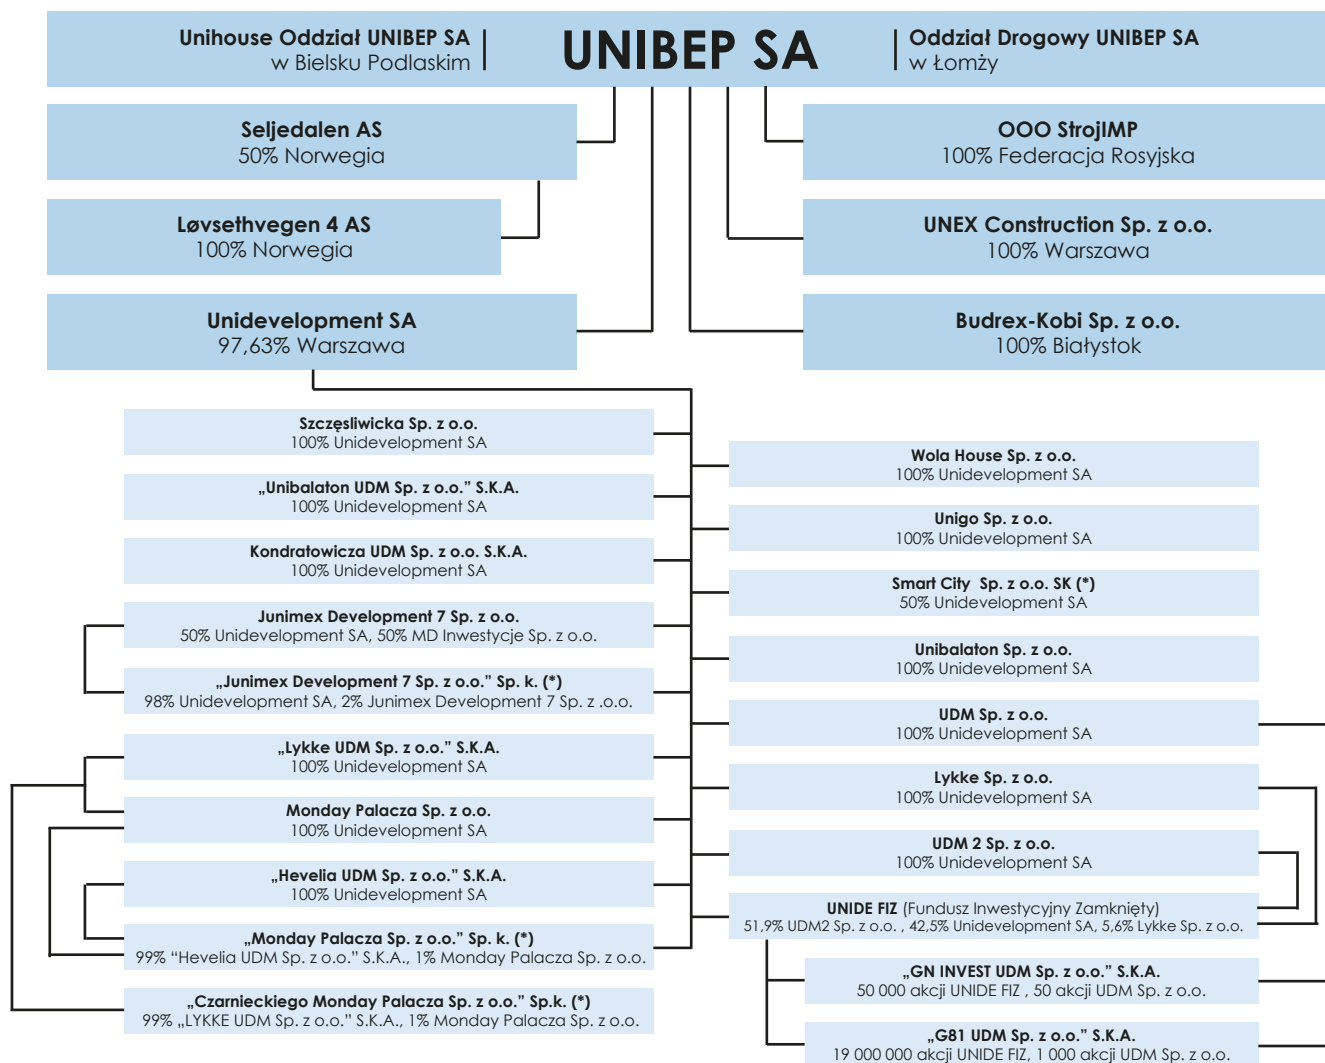 Unihouse Oddział UNIBEP SA
w Bielsku Podlaskim
UNIBEP SA
Oddział Drogowy UNIBEP SA
w Łomży
Seljedalen AS
50% Norwegia
OOO StrojIMP
100% Federacja Rosyjska
Løvsethvegen 4 AS
100% Norwegia
UNEX Construction Sp. z o.o.
100% Warszawa
Unidevelopment SA
97,63% Warszawa
Budrex-Kobi Sp. z o.o.
100% Białystok
Szczęsliwicka Sp. z o.o.
100% Unidevelopment SA
„Unibalaton UDM Sp. z o.o.” S.K.A.
100% Unidevelopment SA
Kondratowicza UDM Sp. z o.o. S.K.A.
100% Unidevelopment SA
Junimex Development 7 Sp. z o.o.
50% Unidevelopment SA, 50% MD Inwestycje Sp. z o.o.
„Junimex Development 7 Sp. z o.o.” Sp. k. (*)
98% Unidevelopment SA, 2% Junimex Development 7 Sp. z .o.o.
„Lykke UDM Sp. z o.o.” S.K.A.
100% Unidevelopment SA
Monday Palacza Sp. z o.o.
100% Unidevelopment SA
„Hevelia UDM Sp. z o.o.” S.K.A.
100% Unidevelopment SA
„Monday Palacza Sp. z o.o.” Sp. k. (*)
99% “Hevelia UDM Sp. z o.o.” S.K.A., 1% Monday Palacza Sp. z o.o.
„Czarnieckiego Monday Palacza Sp. z o.o.” Sp.k. (*)
99% „LYKKE UDM Sp. z o.o.” S.K.A., 1% Monday Palacza Sp. z o.o.
Wola House Sp. z o.o.
100% Unidevelopment SA
Unigo Sp. z o.o.
100% Unidevelopment SA
Smart City Sp. z o.o. SK (*)
50% Unidevelopment SA
Unibalaton Sp. z o.o.
100% Unidevelopment SA
UDM Sp. z o.o.
100% Unidevelopment SA
Lykke Sp. z o.o.
100% Unidevelopment SA
UDM 2 Sp. z o.o.
100% Unidevelopment SA
UNIDE FIZ (Fundusz Inwestycyjny Zamknięty)
51,9% UDM2 Sp. z o.o. , 42,5% Unidevelopment SA, 5,6% Lykke Sp. z o.o.
„GN INVEST UDM Sp. z o.o.” S.K.A.
50 000 akcji UNIDE FIZ , 50 akcji UDM Sp. z o.o.
„G81 UDM Sp. z o.o.” S.K.A.
19 000 000 akcji UNIDE FIZ, 1 000 akcji UDM Sp. z o.o.